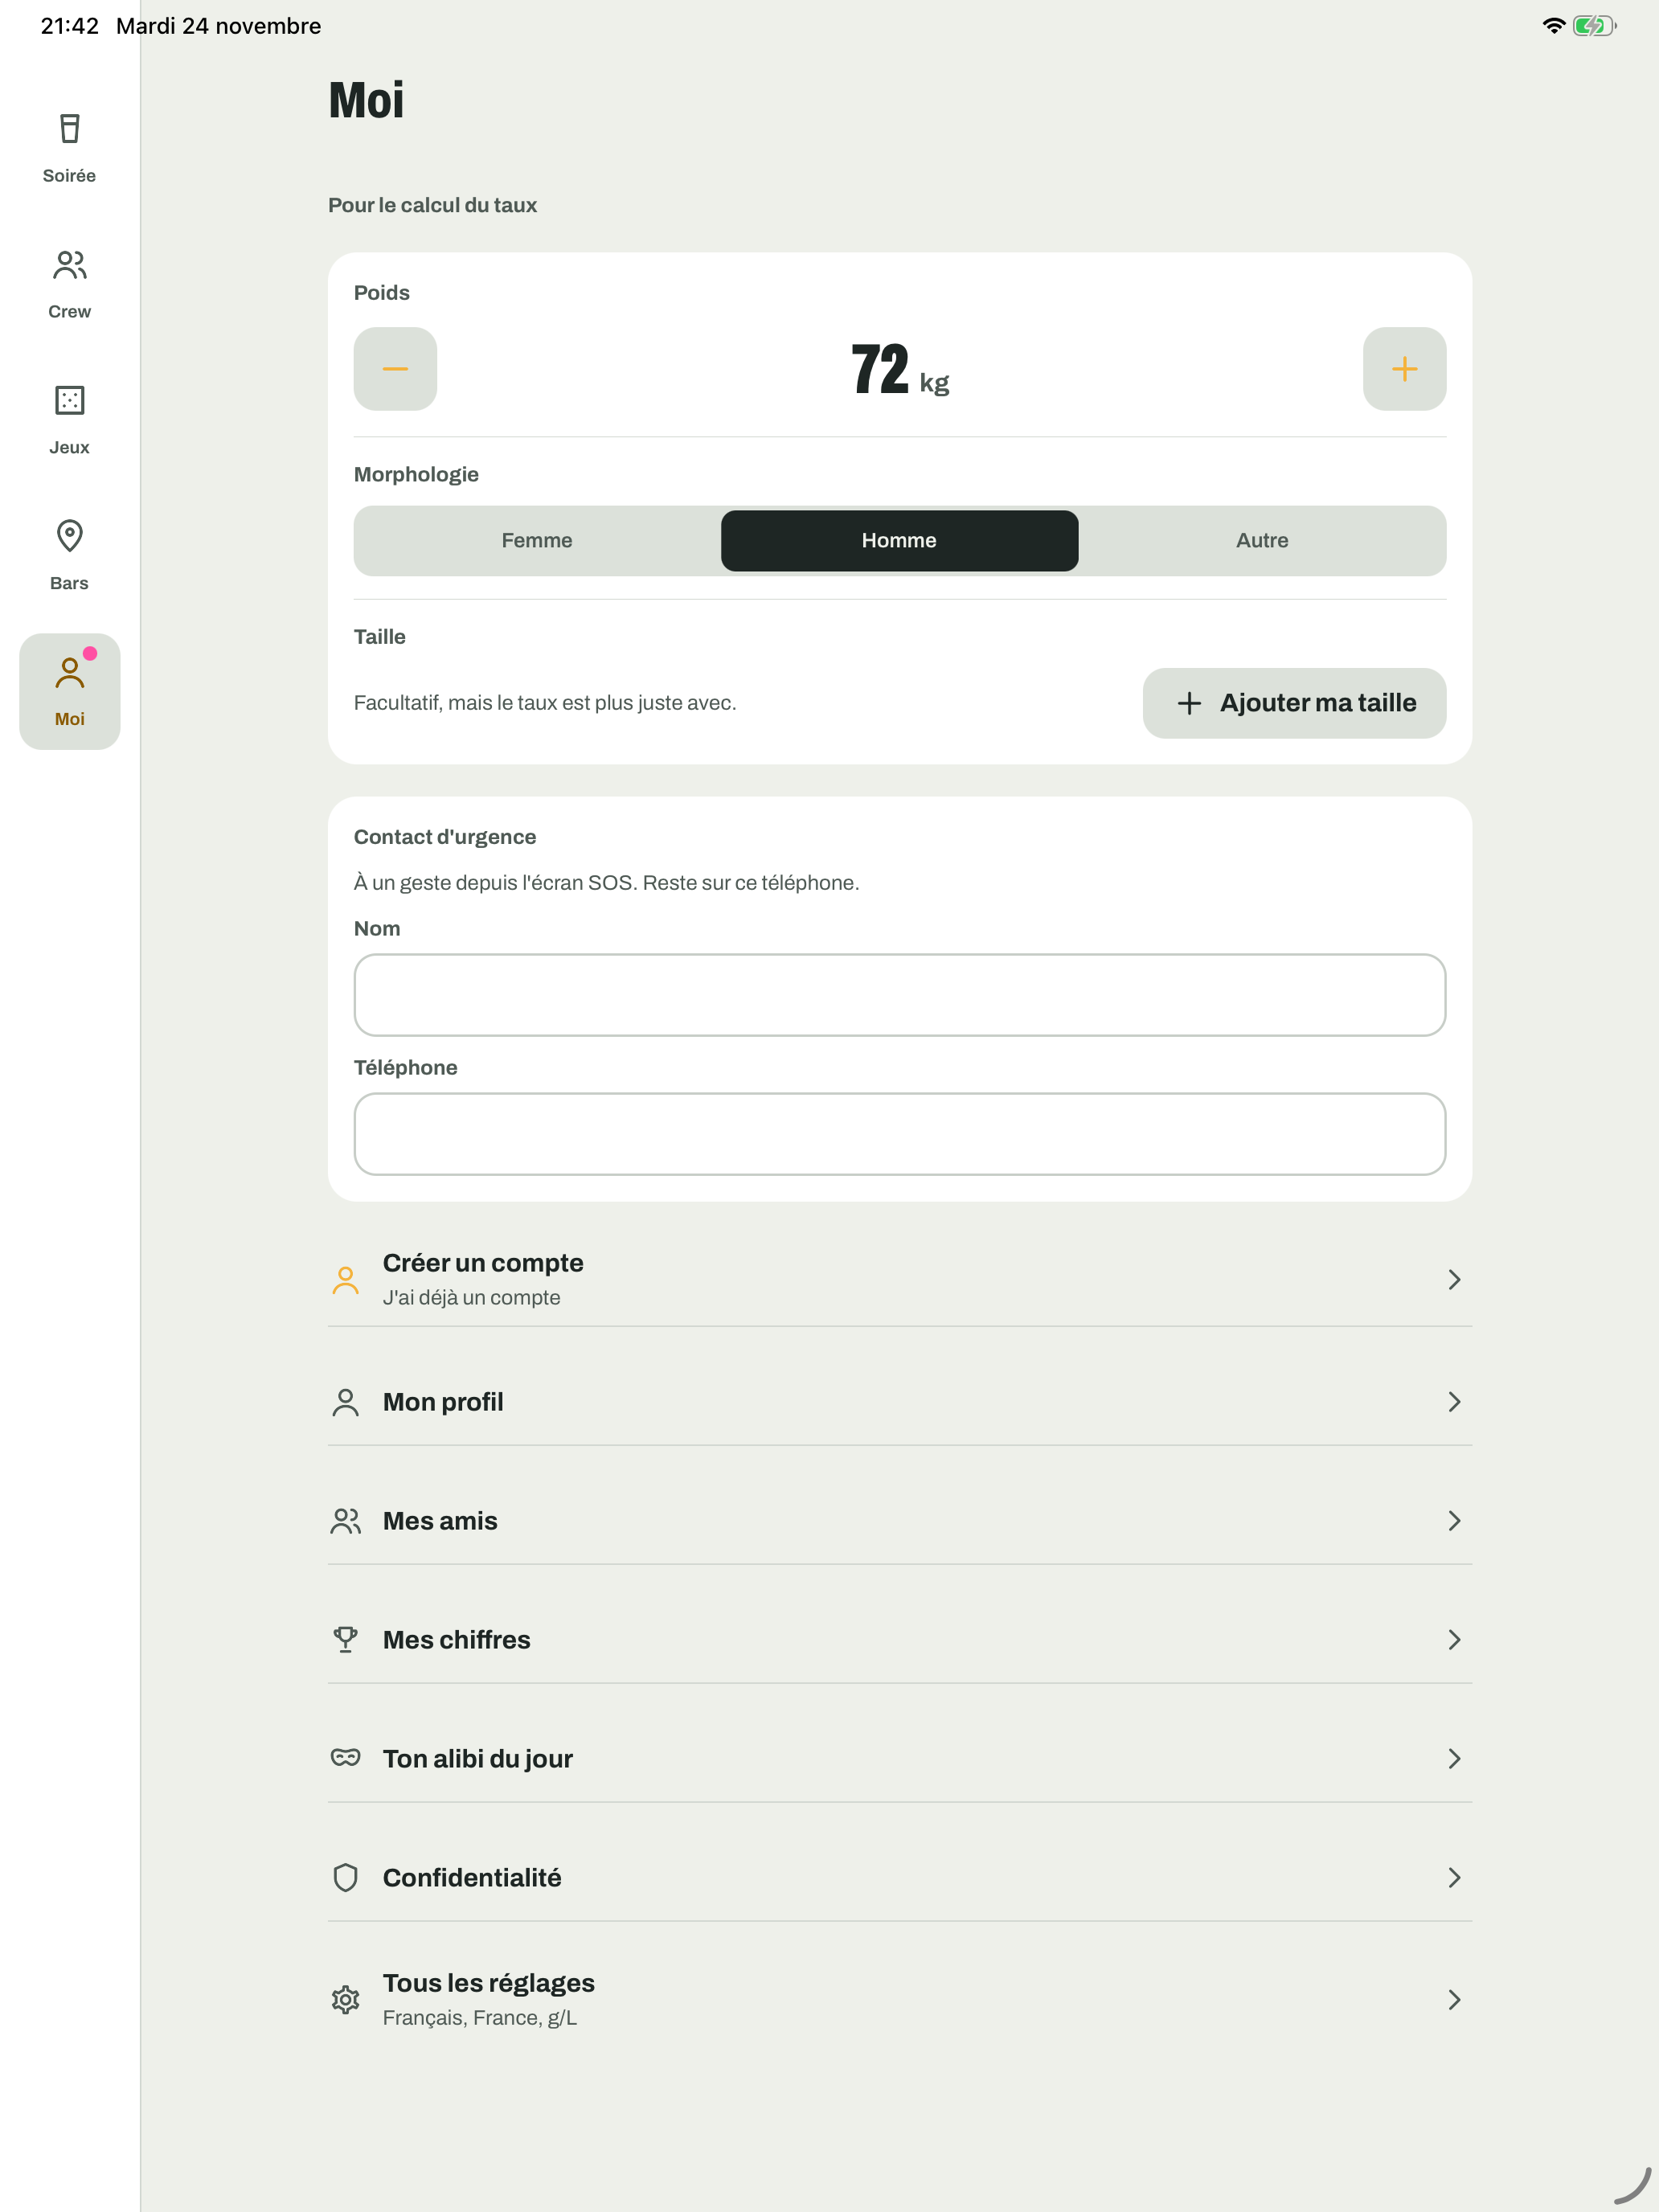 21:42 Mardi 24 novembre
Soirée
Crew
Jeux
Bars
Moi
Moi
Pour le calcul du taux
Poids
72 kg
Morphologie
Femme Homme Autre
Taille
Facultatif, mais le taux est plus juste avec.
Ajouter ma taille
Contact d'urgence
À un geste depuis l'écran SOS. Reste sur ce téléphone.
Nom
Téléphone
Créer un compte
J'ai déjà un compte
Mon profil
Mes amis
Mes chiffres
Ton alibi du jour
Confidentialité
Tous les réglages
Français, France, g/L